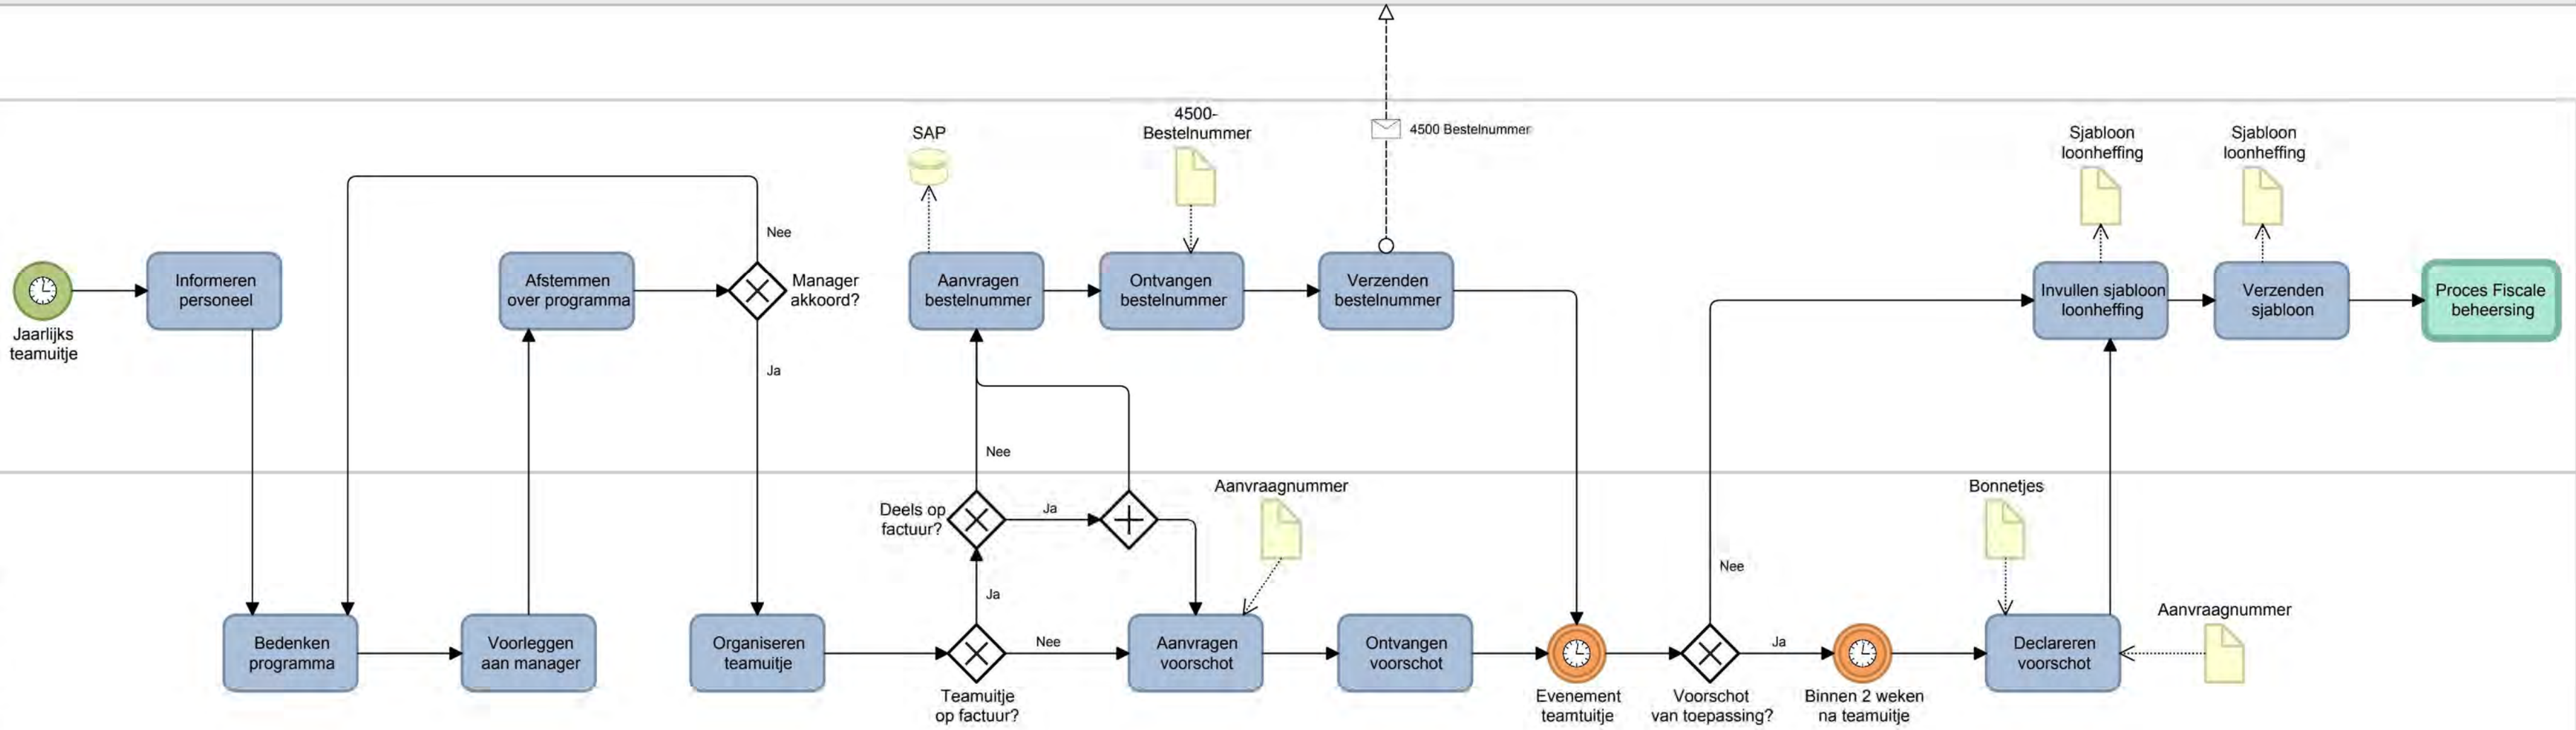 4500-
Bestelnummer
SAP
4500 Bestelnummer
Sjabloon
loonheffing
Sjabloon
loonheffing
Nee
Jaarlijks
teamuitje
Informeren
personeel
Afstemmen
over programma
Manager
akkoord?
Aanvragen
bestelnummer
Ontvangen
bestelnummer
Verzenden
bestelnummer
Invullen sjabloon
loonheffing
Verzenden
sjabloon
Proces Fiscale
beheersing
Ja
Nee
Deels op
factuur?
Ja
Aanvraagnummer
Bonnetjes
Nee
Ja
Aanvraagnummer
Bedenken
programma
Voorleggen
aan manager
Organiseren
teamuitje
Nee
Teamuitje
op factuur?
Aanvragen
voorschot
Ontvangen
voorschot
Evenement
teamtuitje
Voorschot
van toepassing?
Ja
Binnen 2 weken
na teamuitje
Declareren
voorschot